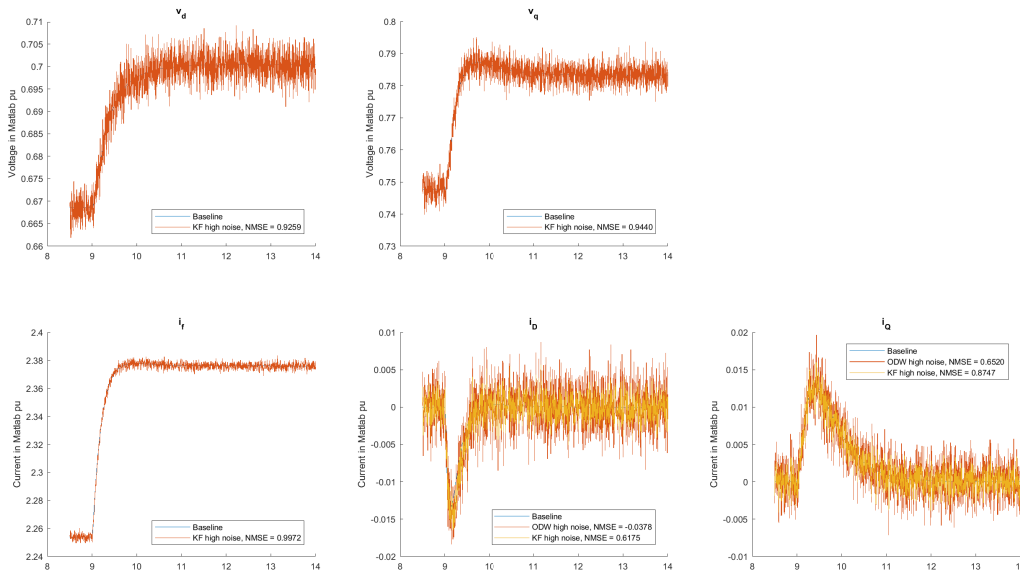 v_d
Voltage in Matlab pu
0.71
0.705
0.7
0.695
0.69
0.685
0.68
0.675
0.67
0.665
0.66
Baseline
KF high noise, NMSE = 0.9259
8 9 10 11 12 13 14
v_q
Voltage in Matlab pu
0.8
0.79
0.78
0.77
0.76
0.75
0.74
0.73
Baseline
KF high noise, NMSE = 0.9440
8 9 10 11 12 13 14
i_f
Current in Matlab pu
2.4
2.38
2.36
2.34
2.32
2.3
2.28
2.26
2.24
Baseline
KF high noise, NMSE = 0.9972
8 9 10 11 12 13 14
i_D
Current in Matlab pu
0.01
0.005
0
-0.005
-0.01
-0.015
-0.02
Baseline
ODW high noise, NMSE = -0.0378
KF high noise, NMSE = 0.6175
8 9 10 11 12 13 14
i_Q
Current in Matlab pu
0.02
0.015
0.01
0.005
0
-0.005
-0.01
Baseline
ODW high noise, NMSE = 0.6520
KF high noise, NMSE = 0.8747
8 9 10 11 12 13